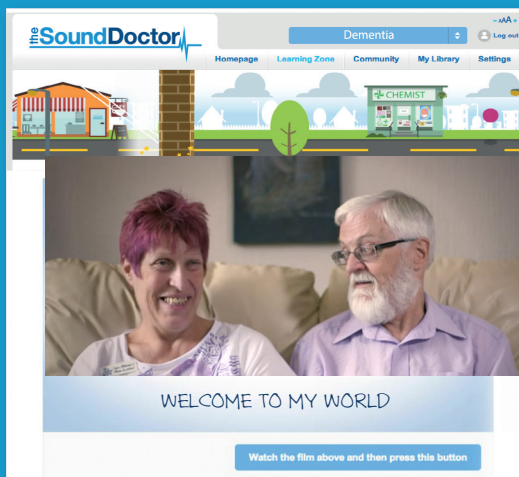 - AAA +
theSoundDoctor
Dementia
Log out
Homepage Learning Zone Community My Library Settings
CHEMIST
WELCOME TO MY WORLD
Watch the film above and then press this button